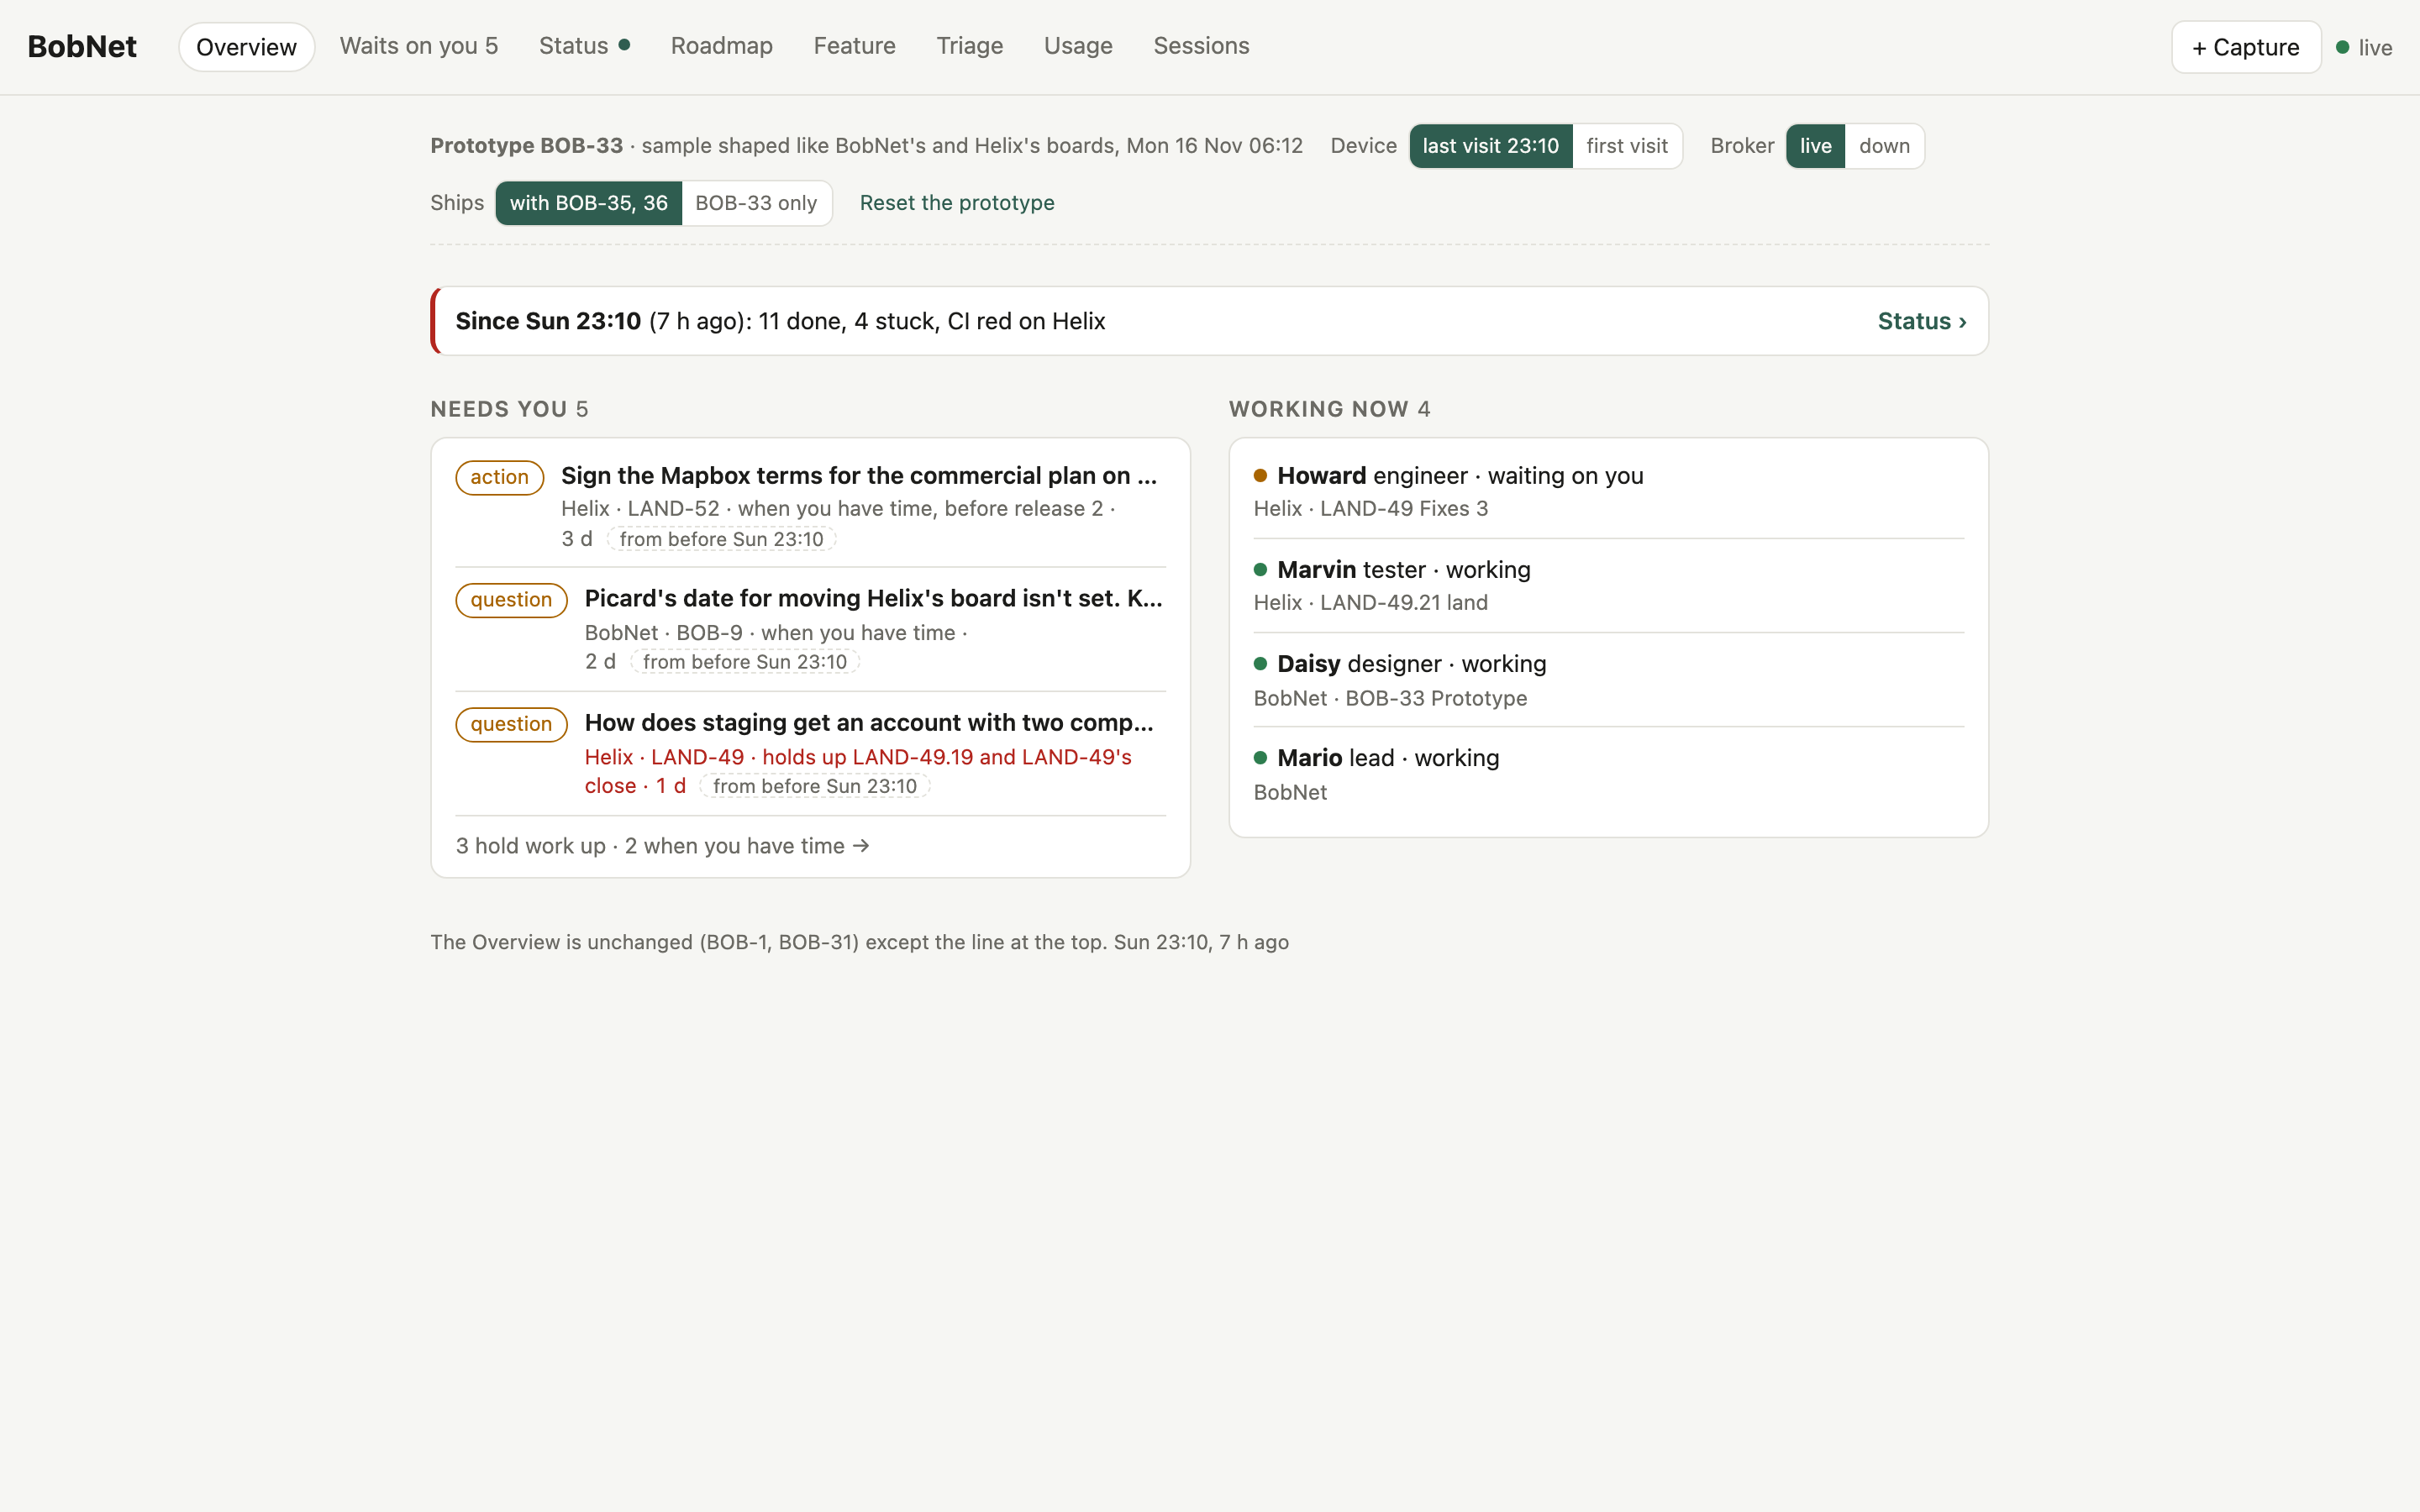 BobNet
Overview
Waits on you 5
Status
Roadmap
Feature
Triage
Usage
Sessions
+ Capture
live
Prototype BOB-33 · sample shaped like BobNet's and Helix's boards, Mon 16 Nov 06:12
Device
last visit 23:10
first visit
Broker
live
down
Ships
with BOB-35, 36
BOB-33 only
Reset the prototype
Since Sun 23:10 (7 h ago): 11 done, 4 stuck, CI red on Helix
Status ›
NEEDS YOU 5
action
Sign the Mapbox terms for the commercial plan on ...
Helix · LAND-52 · when you have time, before release 2 ·
3 d from before Sun 23:10
question
Picard's date for moving Helix's board isn't set. K...
BobNet · BOB-9 · when you have time ·
2 d from before Sun 23:10
question
How does staging get an account with two comp...
Helix · LAND-49 · holds up LAND-49.19 and LAND-49's
close · 1 d from before Sun 23:10
3 hold work up · 2 when you have time →
WORKING NOW 4
Howard engineer · waiting on you
Helix · LAND-49 Fixes 3
Marvin tester · working
Helix · LAND-49.21 land
Daisy designer · working
BobNet · BOB-33 Prototype
Mario lead · working
BobNet
The Overview is unchanged (BOB-1, BOB-31) except the line at the top. Sun 23:10, 7 h ago